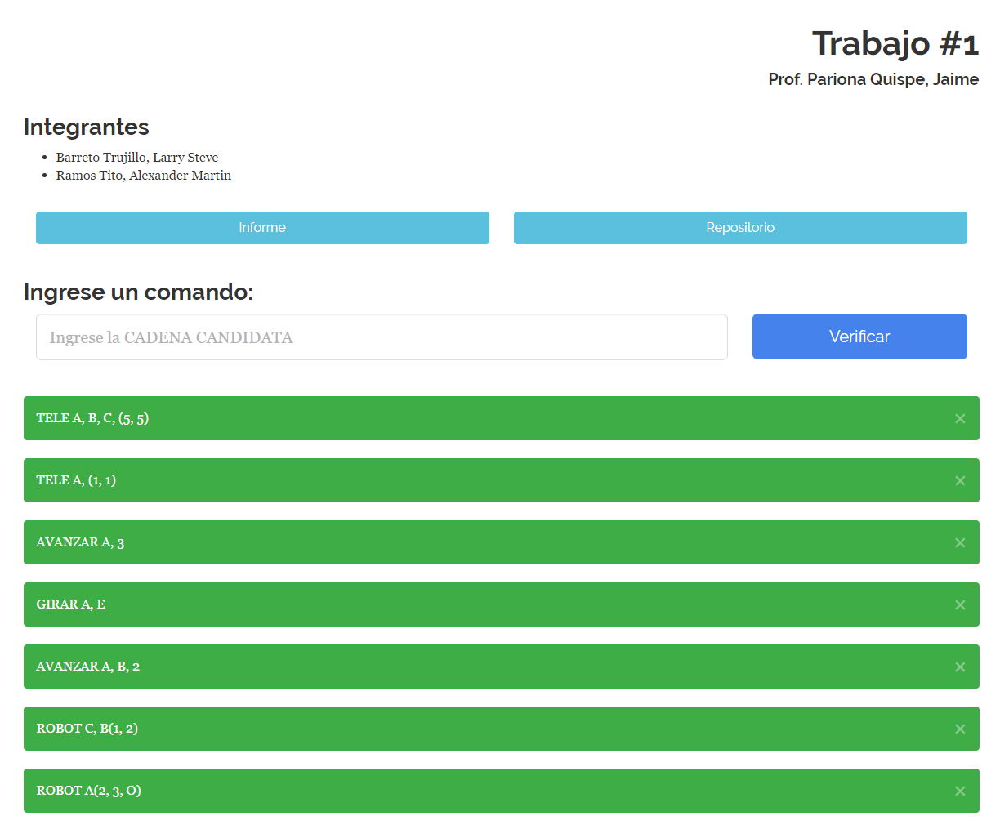 Trabajo #1
Prof. Pariona Quispe, Jaime
Integrantes
Barreto Trujillo, Larry Steve
Ramos Tito, Alexander Martin
Informe
Repositorio
Ingrese un comando:
Ingrese la CADENA CANDIDATA
Verificar
TELE A, B, C, (5, 5)
TELE A, (1, 1)
AVANZAR A, 3
GIRAR A, E
AVANZAR A, B, 2
ROBOT C, B(1, 2)
ROBOT A(2, 3, O)